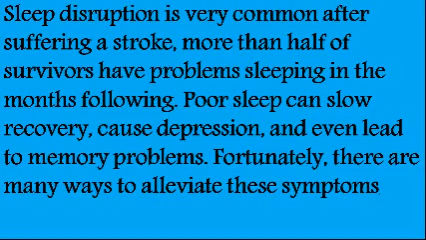 Sleep disruption is very common after
suffering a stroke, more than half of
survivors have problems sleeping in the
months following. Poor sleep can slow
recovery, cause depression, and even lead
to memory problems. Fortunately, there are
many ways to alleviate these symptoms